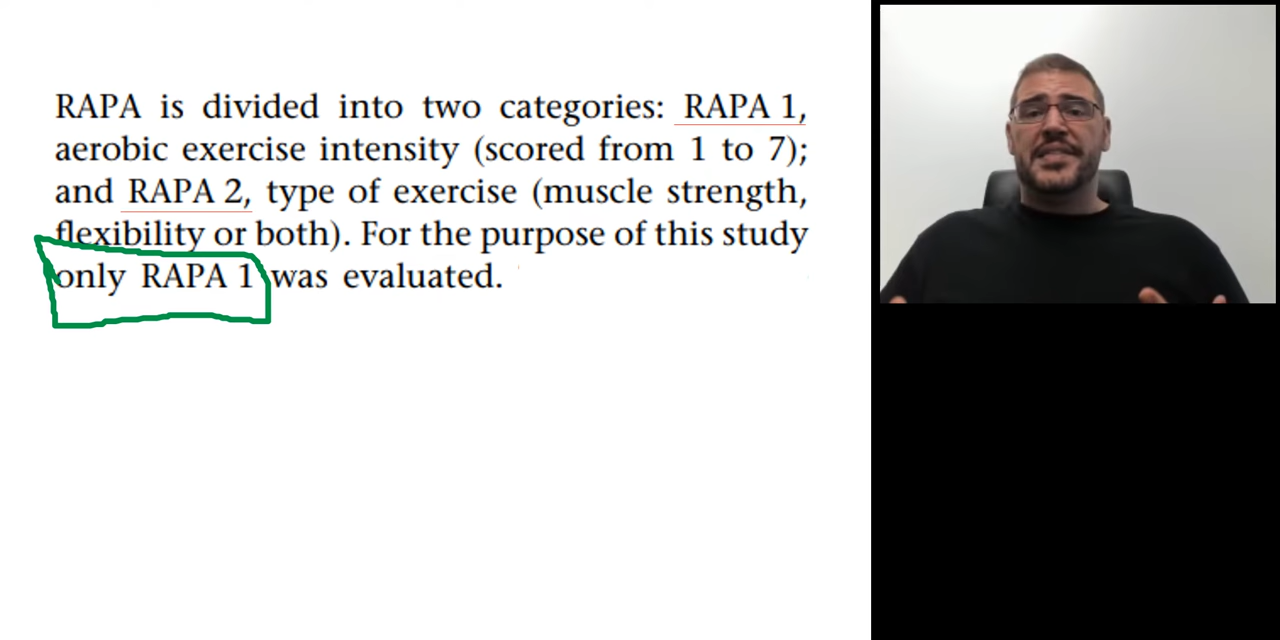 RAPA is divided into two categories: RAPA 1,
aerobic exercise intensity (scored from 1 to 7);
and RAPA 2, type of exercise (muscle strength,
flexibility or both). For the purpose of this study
only RAPA 1 was evaluated.